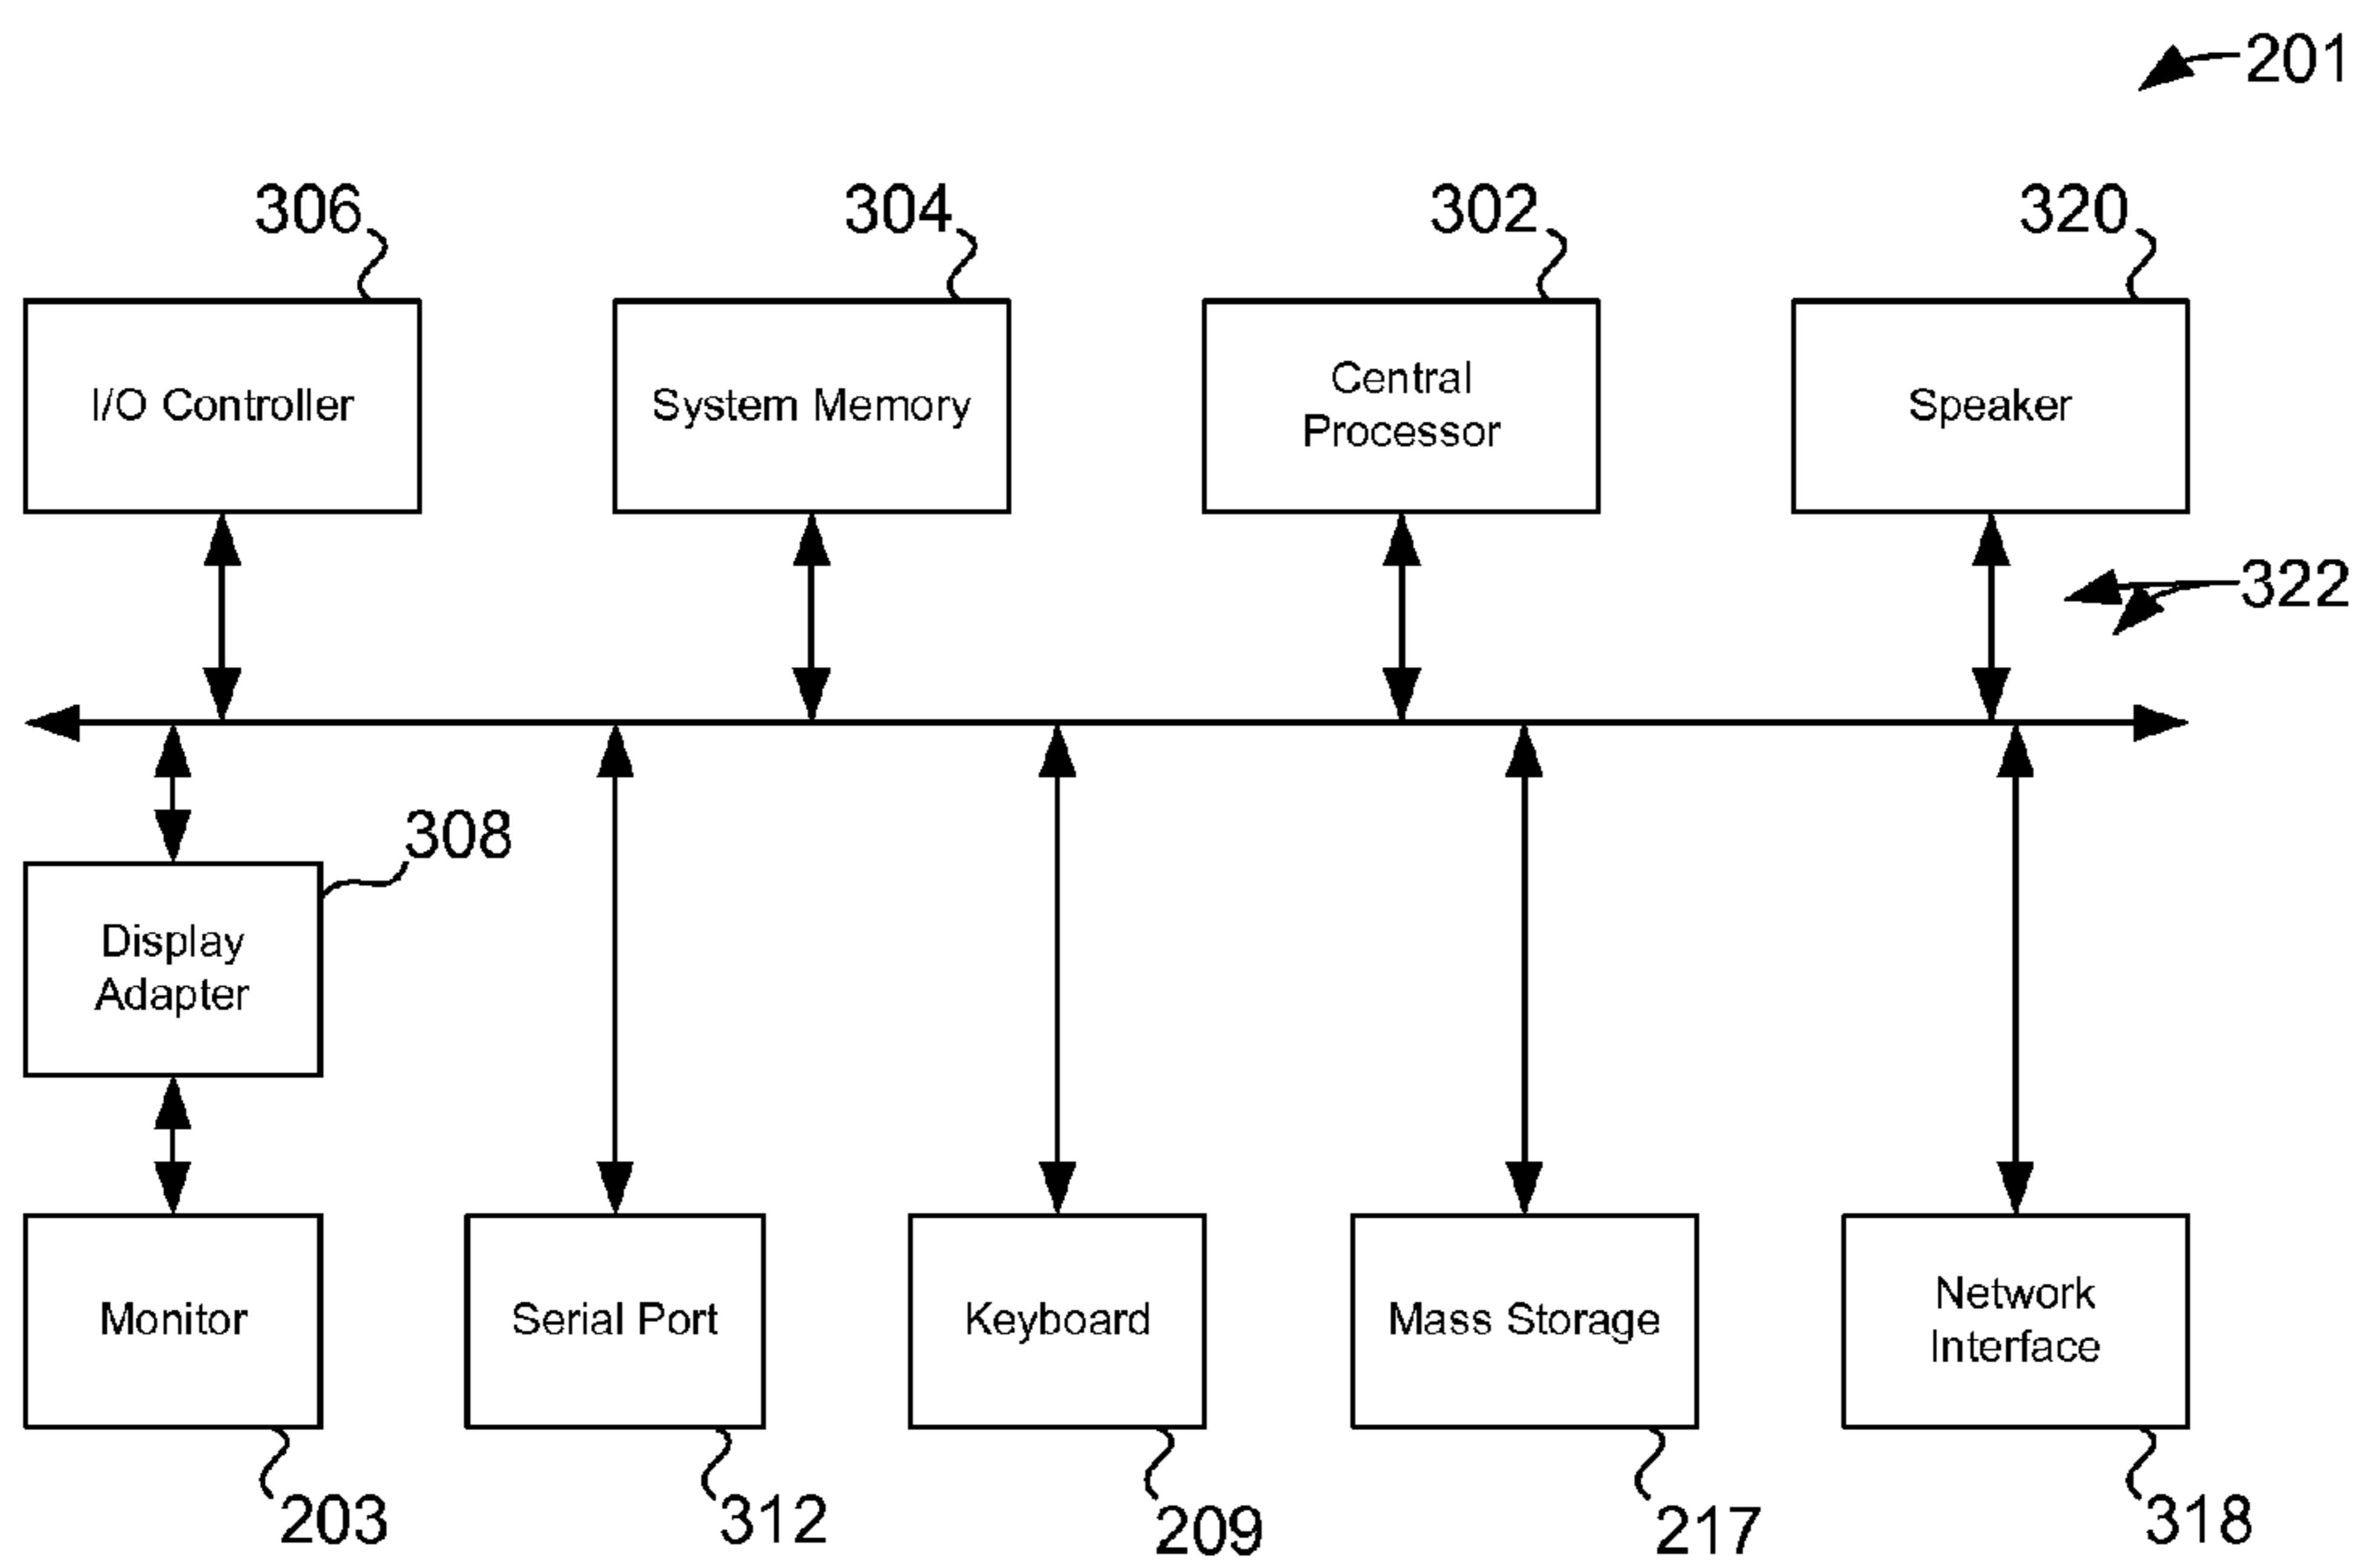 201
306
304
302
320
I/O Controller
System Memory
Central
Processor
Speaker
322
308
Display
Adapter
Monitor
Serial Port
Keyboard
Mass Storage
Network
Interface
203
312
209
217
318